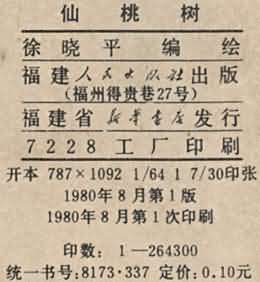 仙桃树
徐晓平 编绘
福建人民出版社出版
(福州得贵巷27号)
福建省新华书店发行
7228工厂印刷
开本 787×1092 1/64 1 7/30印张
1980年8月第1版
1980年8月第1次印刷
印数：1—264300
统一书号:8173·337 定价:0.10元